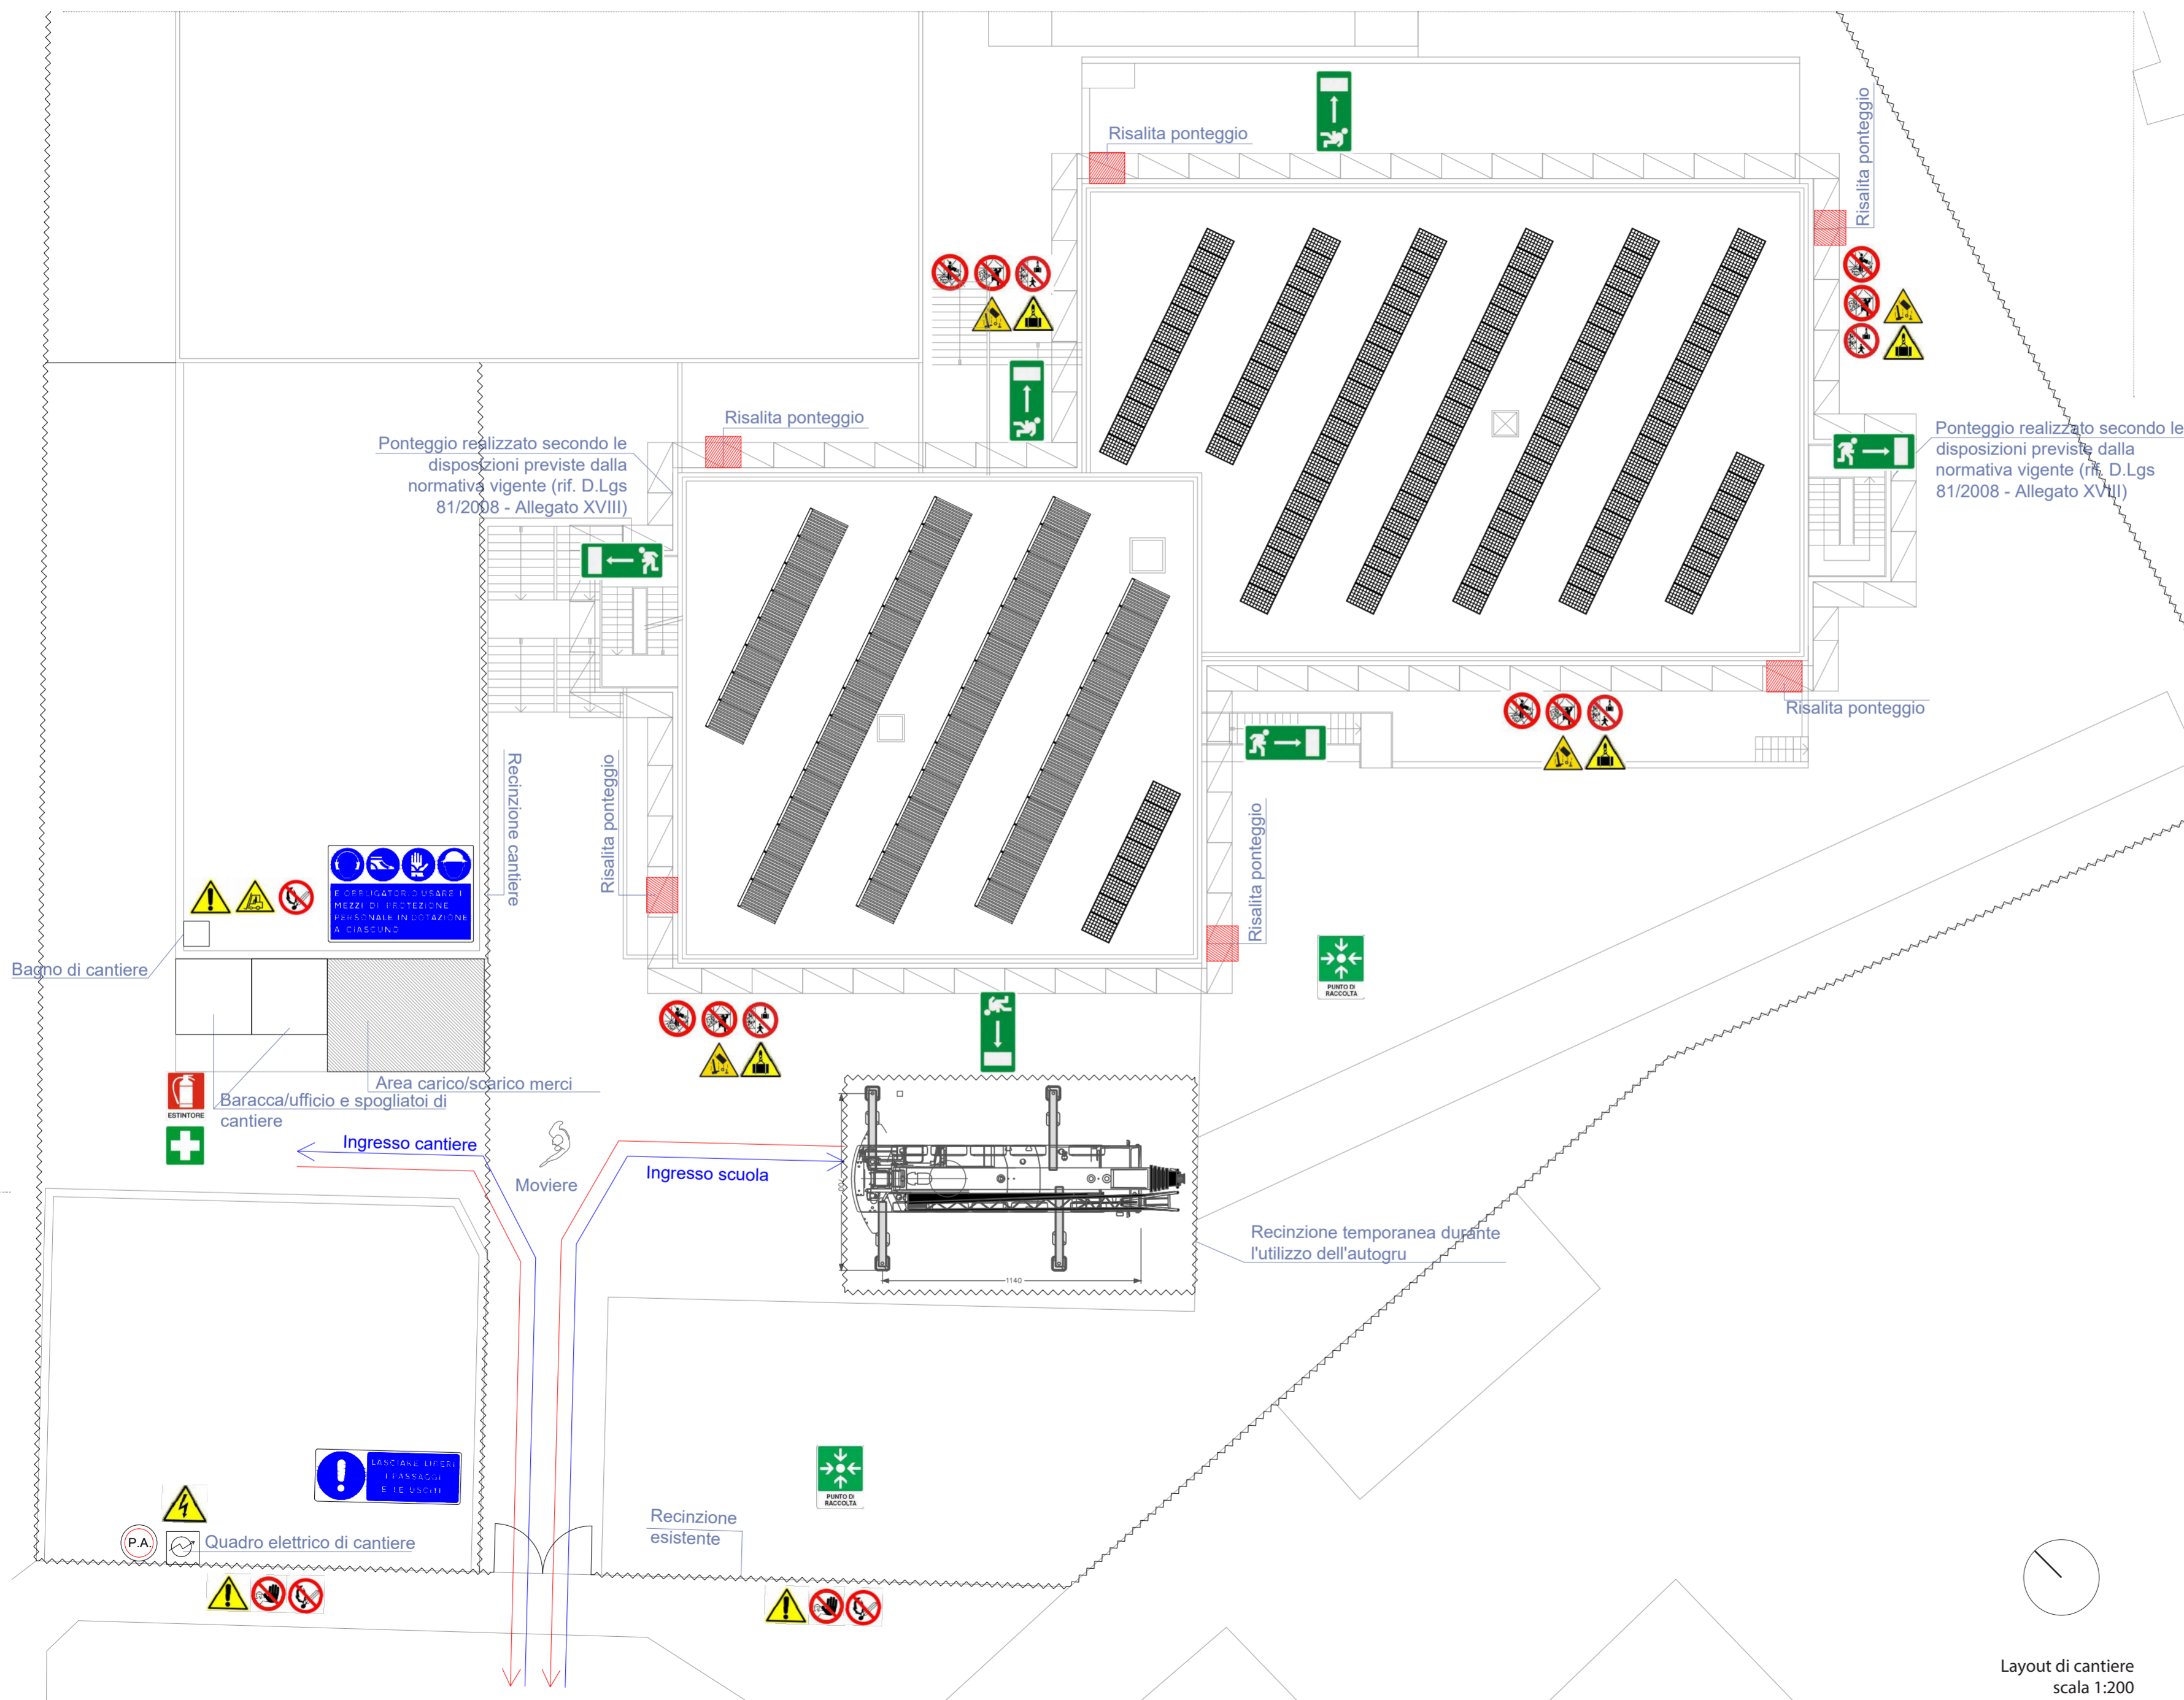 Risalita ponteggio
Risalita ponteggio
Risalita ponteggio
Ponteggio realizzato secondo le
disposizioni previste dalla
normativa vigente (rif. D.Lgs
81/2008 - Allegato XVIII)
Ponteggio realizzato secondo le
disposizioni previste dalla
normativa vigente (rif. D.Lgs
81/2008 - Allegato XVIII)
Risalita ponteggio
Recinzione cantiere
Risalita ponteggio
Risalita ponteggio
E OBBLIGATORIO USARE I
MEZZI DI PROTEZIONE
PERSONALE IN DOTAZIONE
A CIASCUNO
Bagno di cantiere
PUNTO DI
RACCOLTA
Area carico/scarico merci
ESTINTORE
Baracca/ufficio e spogliatoi di
cantiere
Ingresso cantiere
Moviere
Ingresso scuola
Recinzione temporanea durante
l'utilizzo dell'autogru
1140
LASCIARE LIBERI
I PASSAGGI
E LE USCITE
PUNTO DI
RACCOLTA
P.A.
Quadro elettrico di cantiere
Recinzione
esistente
Layout di cantiere
scala 1:200